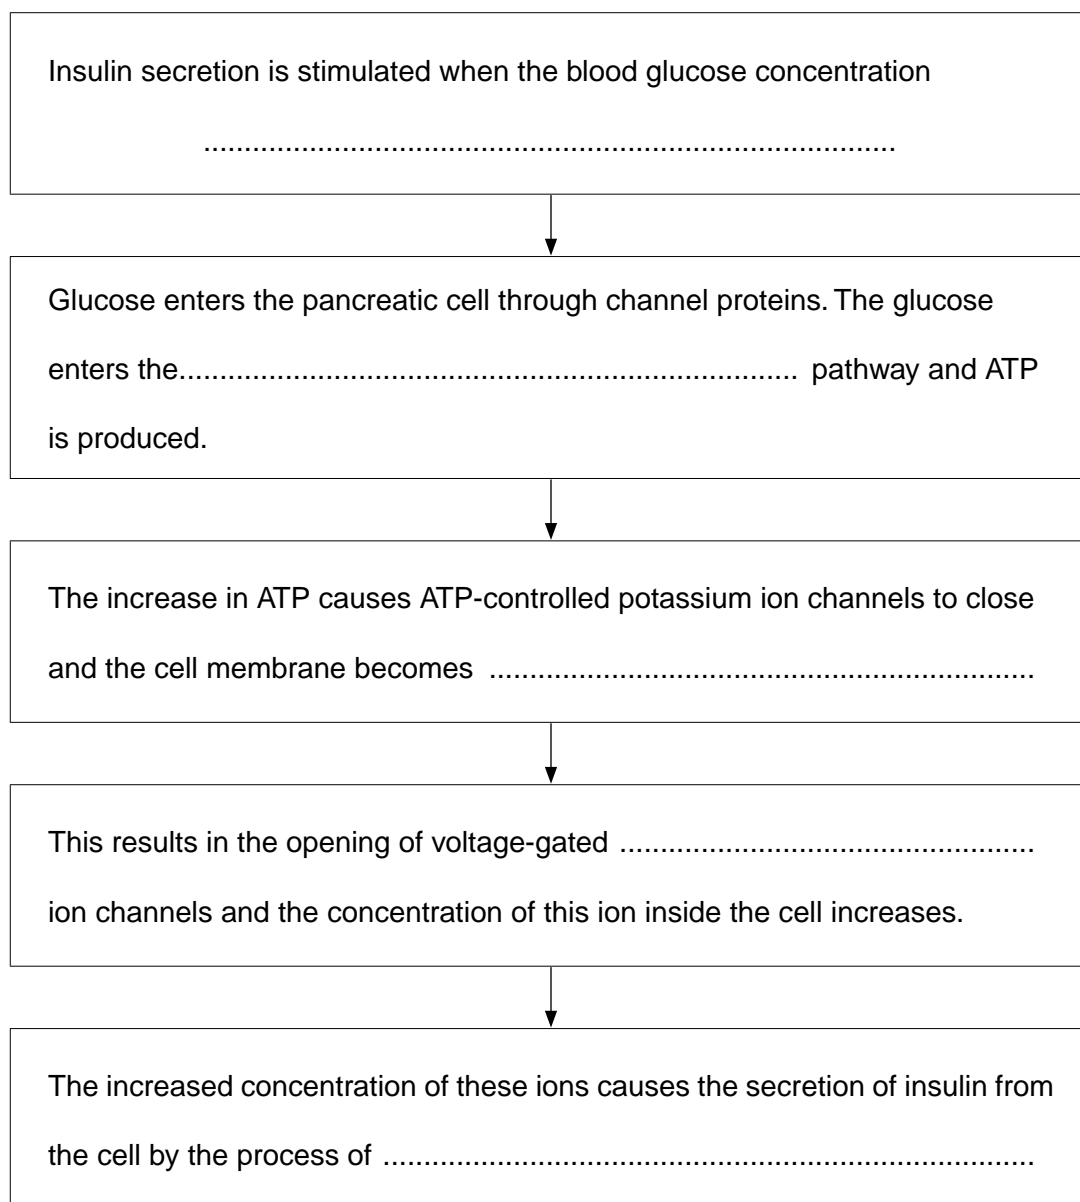 Insulin secretion is stimulated when the blood glucose concentration
.....................................................................................
Glucose enters the pancreatic cell through channel proteins. The glucose
enters the............................................................................ pathway and ATP
is produced.
The increase in ATP causes ATP-controlled potassium ion channels to close
and the cell membrane becomes ...................................................................
This results in the opening of voltage-gated ...................................................
ion channels and the concentration of this ion inside the cell increases.
The increased concentration of these ions causes the secretion of insulin from
the cell by the process of ................................................................................